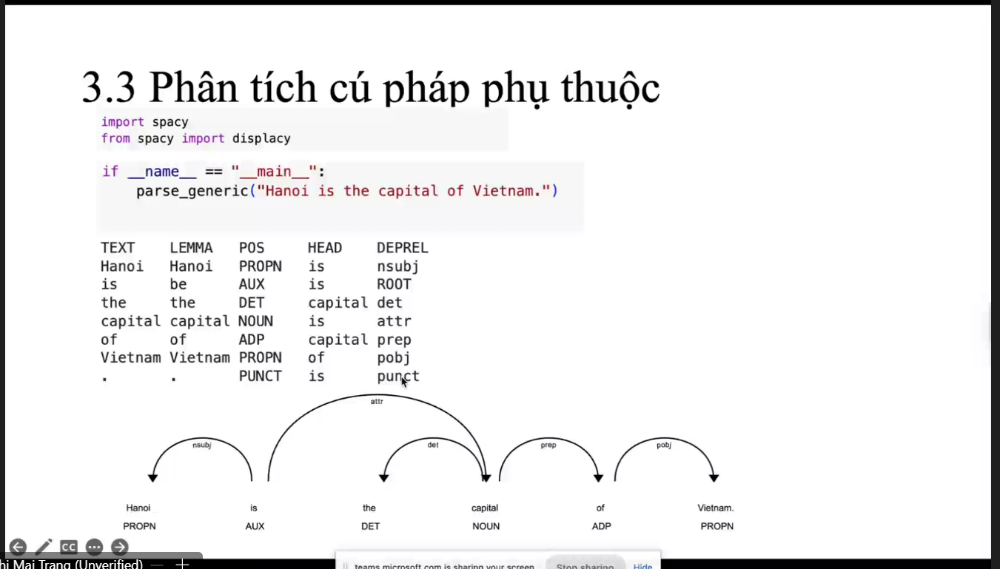 3.3 Phân tích cú pháp phụ thuộc
import spacy
from spacy import displacy
if __name__ == "__main__":
parse_generic("Hanoi is the capital of Vietnam.")
TEXT LEMMA POS HEAD DEPREL
Hanoi Hanoi PROPN is nsubj
is be AUX is ROOT
the the DET capital det
capital capital NOUN is attr
of of ADP capital prep
Vietnam Vietnam PROPN of pobj
. . PUNCT is punct
attr
nsubj det prep pobj
Hanoi is the capital of Vietnam.
PROPN AUX DET NOUN ADP PROPN
CC
hi Mai Trang (Unverified)
teams.microsoft.com is sharing your screen. Stop sharing Hide